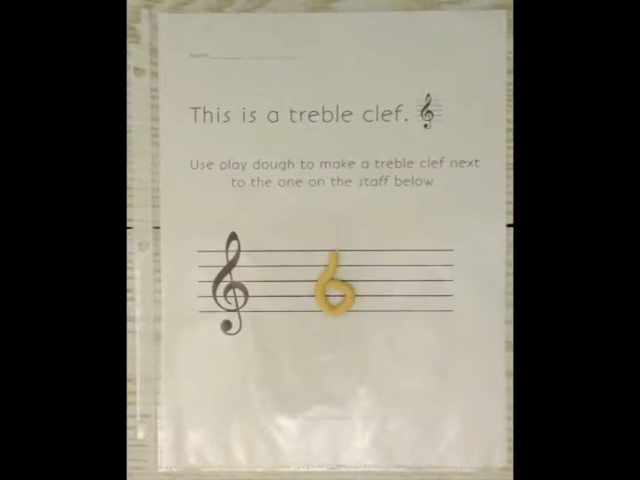 Name
This is a treble clef.
Use play dough to make a treble clef next
to the one on the staff below